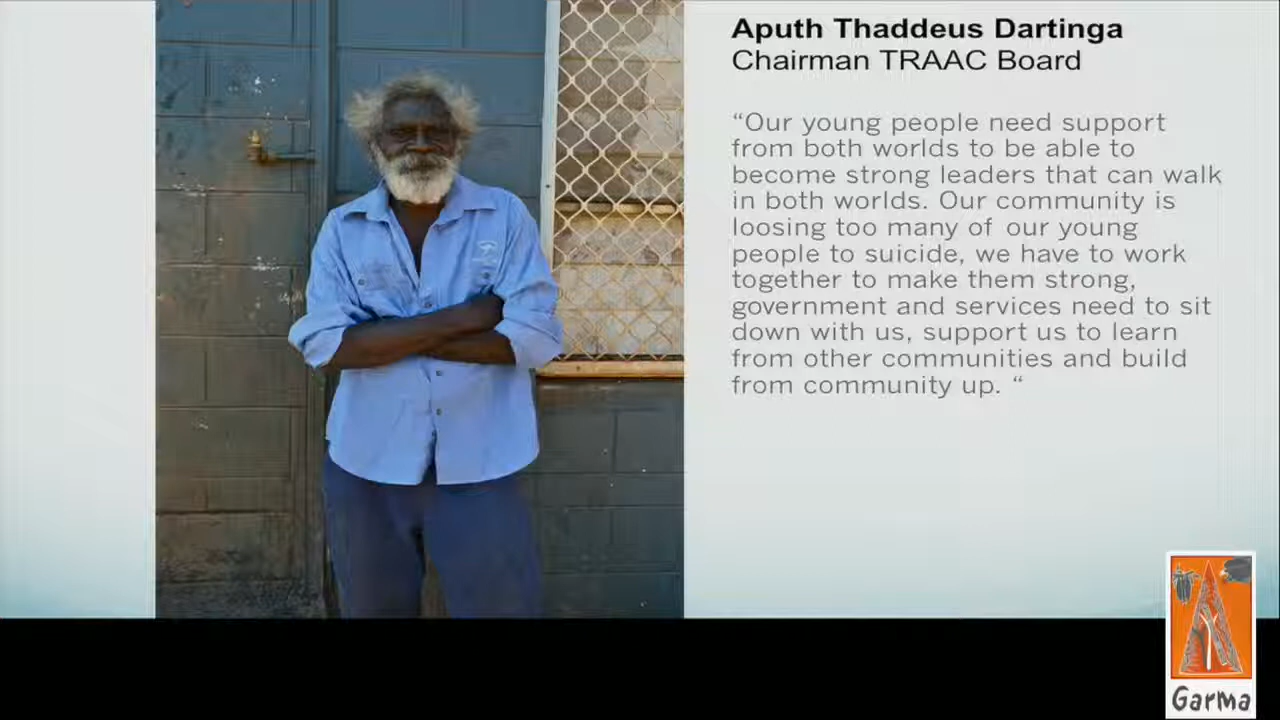 Aputh Thaddeus Dartinga
Chairman TRAAC Board
“Our young people need support
from both worlds to be able to
become strong leaders that can walk
in both worlds. Our community is
loosing too many of our young
people to suicide, we have to work
together to make them strong,
government and services need to sit
down with us, support us to learn
from other communities and build
from community up. “
Garma